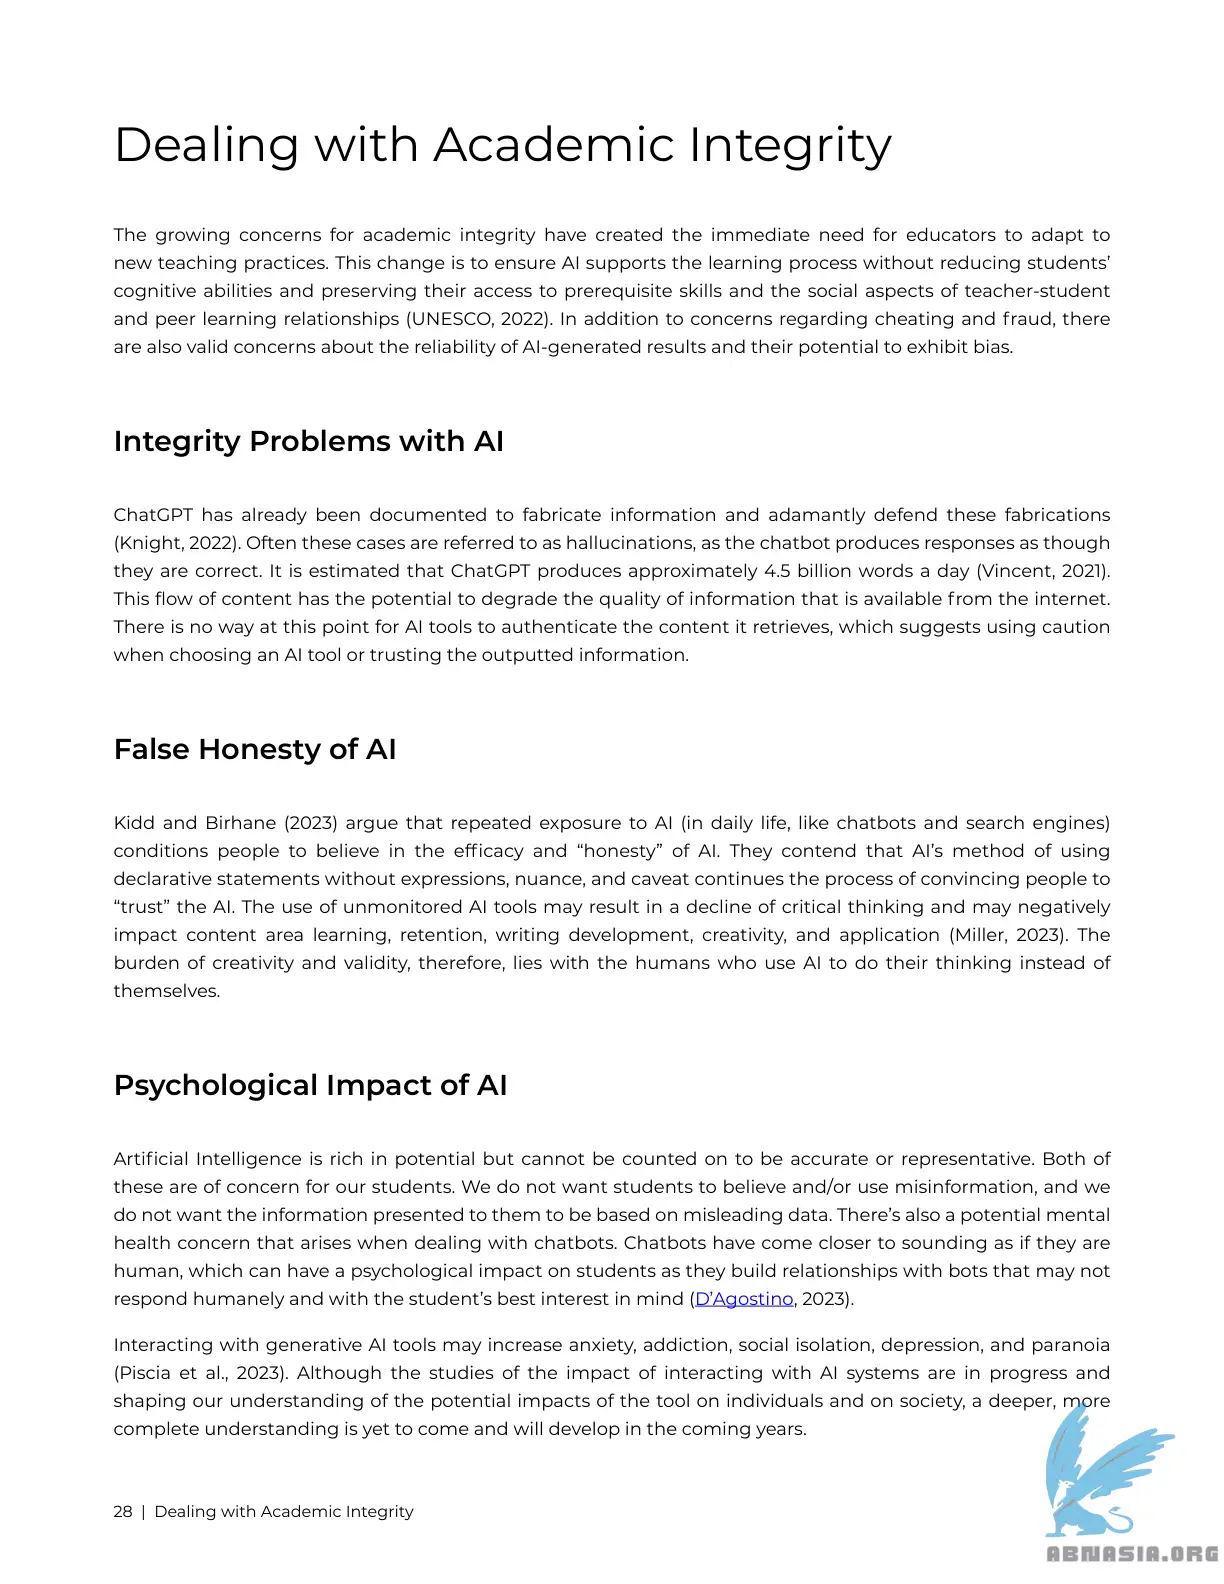 Dealing with Academic Integrity
The growing concerns for academic integrity have created the immediate need for educators to adapt to
new teaching practices. This change is to ensure AI supports the learning process without reducing students’
cognitive abilities and preserving their access to prerequisite skills and the social aspects of teacher-student
and peer learning relationships (UNESCO, 2022). In addition to concerns regarding cheating and fraud, there
are also valid concerns about the reliability of AI-generated results and their potential to exhibit bias.
Integrity Problems with AI
ChatGPT has already been documented to fabricate information and adamantly defend these fabrications
(Knight, 2022). Often these cases are referred to as hallucinations, as the chatbot produces responses as though
they are correct. It is estimated that ChatGPT produces approximately 4.5 billion words a day (Vincent, 2021).
This flow of content has the potential to degrade the quality of information that is available from the internet.
There is no way at this point for AI tools to authenticate the content it retrieves, which suggests using caution
when choosing an AI tool or trusting the outputted information.
False Honesty of AI
Kidd and Birhane (2023) argue that repeated exposure to AI (in daily life, like chatbots and search engines)
conditions people to believe in the efficacy and “honesty” of AI. They contend that AI’s method of using
declarative statements without expressions, nuance, and caveat continues the process of convincing people to
“trust” the AI. The use of unmonitored AI tools may result in a decline of critical thinking and may negatively
impact content area learning, retention, writing development, creativity, and application (Miller, 2023). The
burden of creativity and validity, therefore, lies with the humans who use AI to do their thinking instead of
themselves.
Psychological Impact of AI
Artificial Intelligence is rich in potential but cannot be counted on to be accurate or representative. Both of
these are of concern for our students. We do not want students to believe and/or use misinformation, and we
do not want the information presented to them to be based on misleading data. There’s also a potential mental
health concern that arises when dealing with chatbots. Chatbots have come closer to sounding as if they are
human, which can have a psychological impact on students as they build relationships with bots that may not
respond humanely and with the student’s best interest in mind (D’Agostino, 2023).
Interacting with generative AI tools may increase anxiety, addiction, social isolation, depression, and paranoia
(Piscia et al., 2023). Although the studies of the impact of interacting with AI systems are in progress and
shaping our understanding of the potential impacts of the tool on individuals and on society, a deeper, more
complete understanding is yet to come and will develop in the coming years.
28 | Dealing with Academic Integrity
ABNASIA.ORG